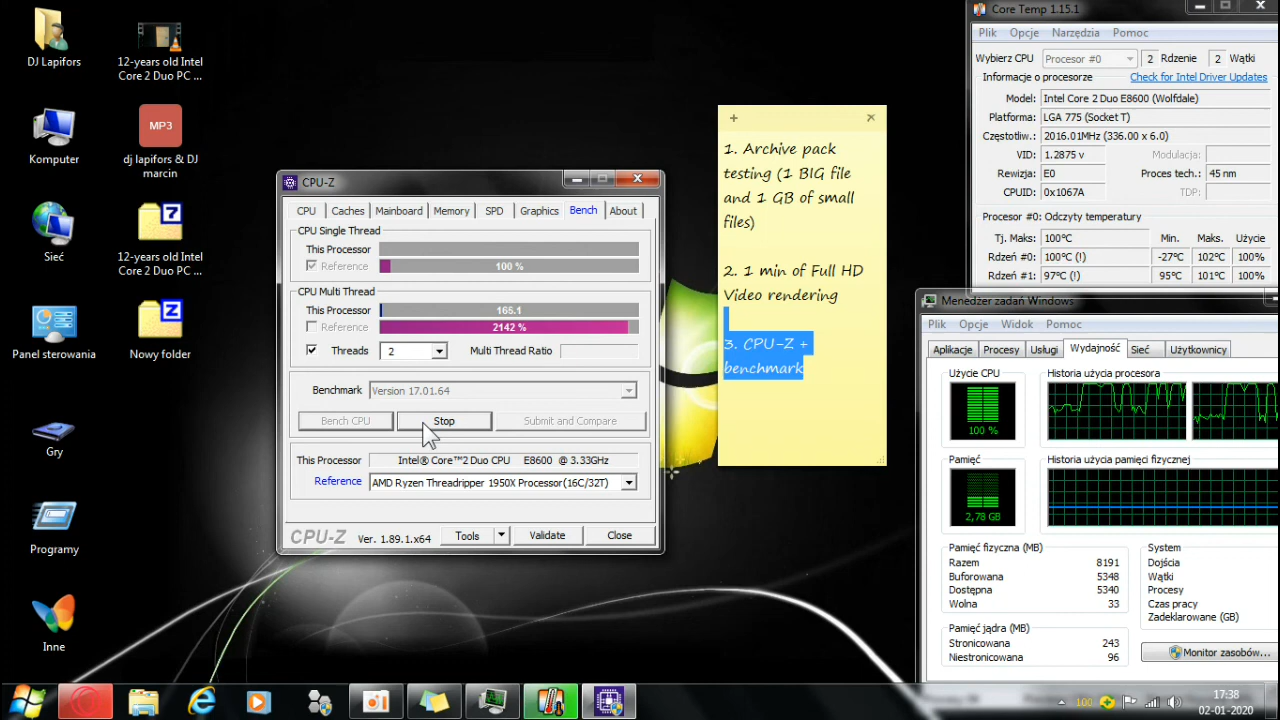 DJ Lapifors
12-years old Intel
Core 2 Duo PC ...
Komputer
MP3
dj lapifors & DJ
marcin
Sieć
7
12-years old Intel
Core 2 Duo PC ...
Panel sterowania
Z
Nowy folder
Gry
Programy
Inne
CPU-Z
CPU
Caches
Mainboard
Memory
SPD
Graphics
Bench
About
CPU Single Thread
This Processor
Reference
100 %
CPU Multi Thread
This Processor
165.1
Reference
2142 %
Threads
2
Multi Thread Ratio
Benchmark
Version 17.01.64
Bench CPU
Stop
Submit and Compare
This Processor
Intel® Core™2 Duo CPU E8600 @ 3.33GHz
Reference
AMD Ryzen Threadripper 1950X Processor(16C/32T)
CPU-Z
Ver. 1.89.1.x64
Tools
Validate
Close
1. Archive pack
testing (1 BIG file
and 1 GB of small
files)
2. 1 min of Full HD
Video rendering
3. CPU-Z +
benchmark
Core Temp 1.15.1
Plik
Opcje
Narzędzia
Pomoc
Wybierz CPU
Procesor #0
2
Rdzenie
2
Wątki
Informacje o procesorze
Check for Intel Driver Updates
Model:
Intel Core 2 Duo E8600 (Wolfdale)
Platforma:
LGA 775 (Socket T)
Częstotliw.:
2016.01MHz (336.00 x 6.0)
VID:
1.2875 v
Modulacja:
Rewizja:
E0
Proces tech.:
45 nm
CPUID:
0x1067A
TDP:
Procesor #0: Odczyty temperatury
Tj. Maks:
100°C
Min.
Maks.
Użycie
Rdzeń #0:
100°C (!)
-27°C
102°C
100%
Rdzeń #1:
97°C (!)
95°C
101°C
100%
Menedżer zadań Windows
Plik
Opcje
Widok
Pomoc
Aplikacje
Procesy
Usługi
Wydajność
Sieć
Użytkownicy
Użycie CPU
Historia użycia procesora
100 %
Pamięć
Historia użycia pamięci fizycznej
2,78 GB
Pamięć fizyczna (MB)
Razem 8191
Buforowana 5348
Dostępna 5340
Wolna 33
System
Dojścia
Wątki
Procesy
Czas pracy
Zadeklarowane (GB)
Pamięć jądra (MB)
Stronicowana 243
Niestronicowana 96
Monitor zasobów...
100
17:38
02-01-2020